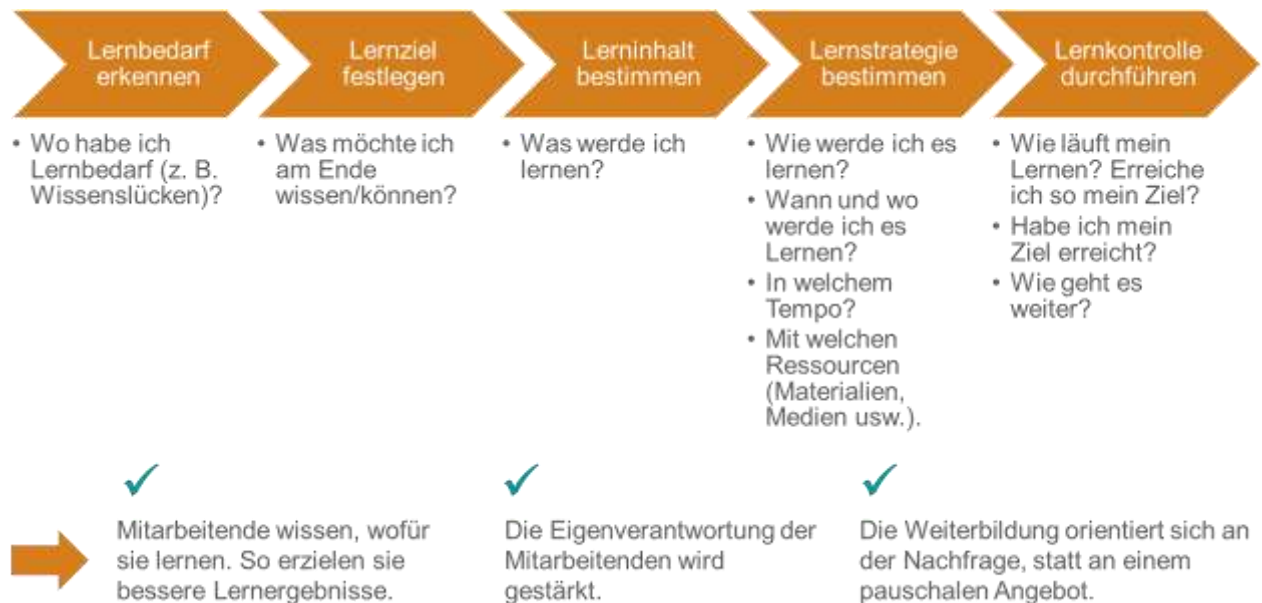 Lernbedarf
erkennen
Lernziel
festlegen
Lerninhalt
bestimmen
Lernstrategie
bestimmen
Lernkontrolle
durchführen
• Wo habe ich
Lernbedarf (z. B.
Wissenslücken)?
• Was möchte ich
am Ende
wissen/können?
• Was werde ich
lernen?
• Wie werde ich es
lernen?
• Wann und wo
werde ich es
Lernen?
• In welchem
Tempo?
• Mit welchen
Ressourcen
(Materialien,
Medien usw.).
• Wie läuft mein
Lernen? Erreiche
ich so mein Ziel?
• Habe ich mein
Ziel erreicht?
• Wie geht es
weiter?
Mitarbeitende wissen, wofür
sie lernen. So erzielen sie
bessere Lernergebnisse.
Die Eigenverantwortung der
Mitarbeitenden wird
gestärkt.
Die Weiterbildung orientiert sich an
der Nachfrage, statt an einem
pauschalen Angebot.